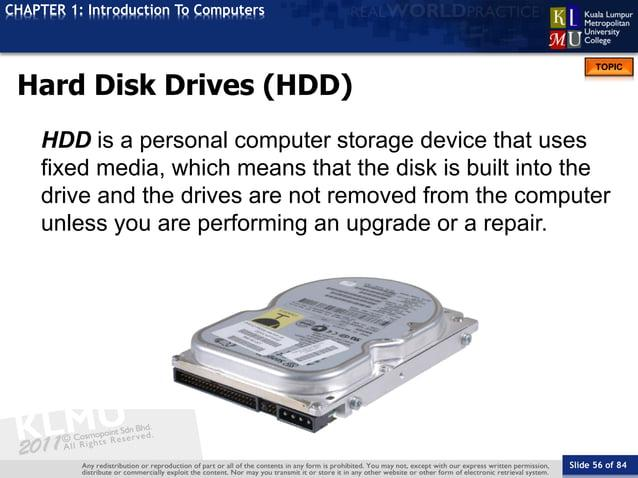 CHAPTER 1: Introduction To Computers
REALWORLDPRACTICE
KL
MU
Kuala Lumpur
Metropolitan
University
College
TOPIC
Hard Disk Drives (HDD)
HDD is a personal computer storage device that uses
fixed media, which means that the disk is built into the
drive and the drives are not removed from the computer
unless you are performing an upgrade or a repair.
KLMU
2011© Cosmopoint Sdn Bhd.
All Rights Reserved.
Any redistribution or reproduction of part or all of the contents in any form is prohibited. You may not, except with our express written permission,
distribute or commercially exploit the content. Nor may you transmit it or store it in any other website or other form of electronic retrieval system.
Slide 56 of 84